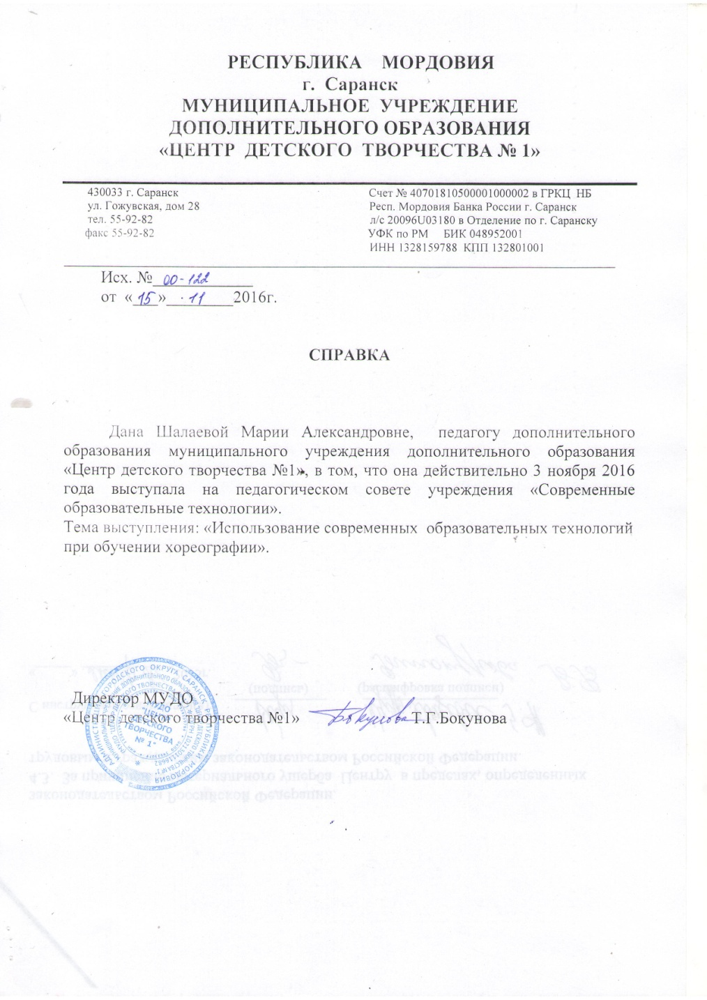 РЕСПУБЛИКА МОРДОВИЯ
г. Саранск
МУНИЦИПАЛЬНОЕ УЧРЕЖДЕНИЕ
ДОПОЛНИТЕЛЬНОГО ОБРАЗОВАНИЯ
«ЦЕНТР ДЕТСКОГО ТВОРЧЕСТВА № 1»
430033 г. Саранск
ул. Гожувская, дом 28
тел. 55-92-82
факс 55-92-82
Счет № 40701810500001000002 в ГРКЦ НБ
Респ. Мордовия Банка России г. Саранск
л/с 20096U03180 в Отделение по г. Саранску
УФК по РМ БИК 048952001
ИНН 1328159788 КПП 132801001
Исх. № 00-122
от «15» 11 2016г.
СПРАВКА
Дана Шалаевой Марии Александровне, педагогу дополнительного
образования муниципального учреждения дополнительного образования
«Центр детского творчества №1», в том, что она действительно 3 ноября 2016
года выступала на педагогическом совете учреждения «Современные
образовательные технологии».
Тема выступления: «Использование современных образовательных технологий
при обучении хореографии».
Директор МУДО
«Центр детского творчества №1» Бокунова Т.Г.Бокунова
МУДО
"ЦЕНТР
ДЕТСКОГО
ТВОРЧЕСТВА
№ 1"